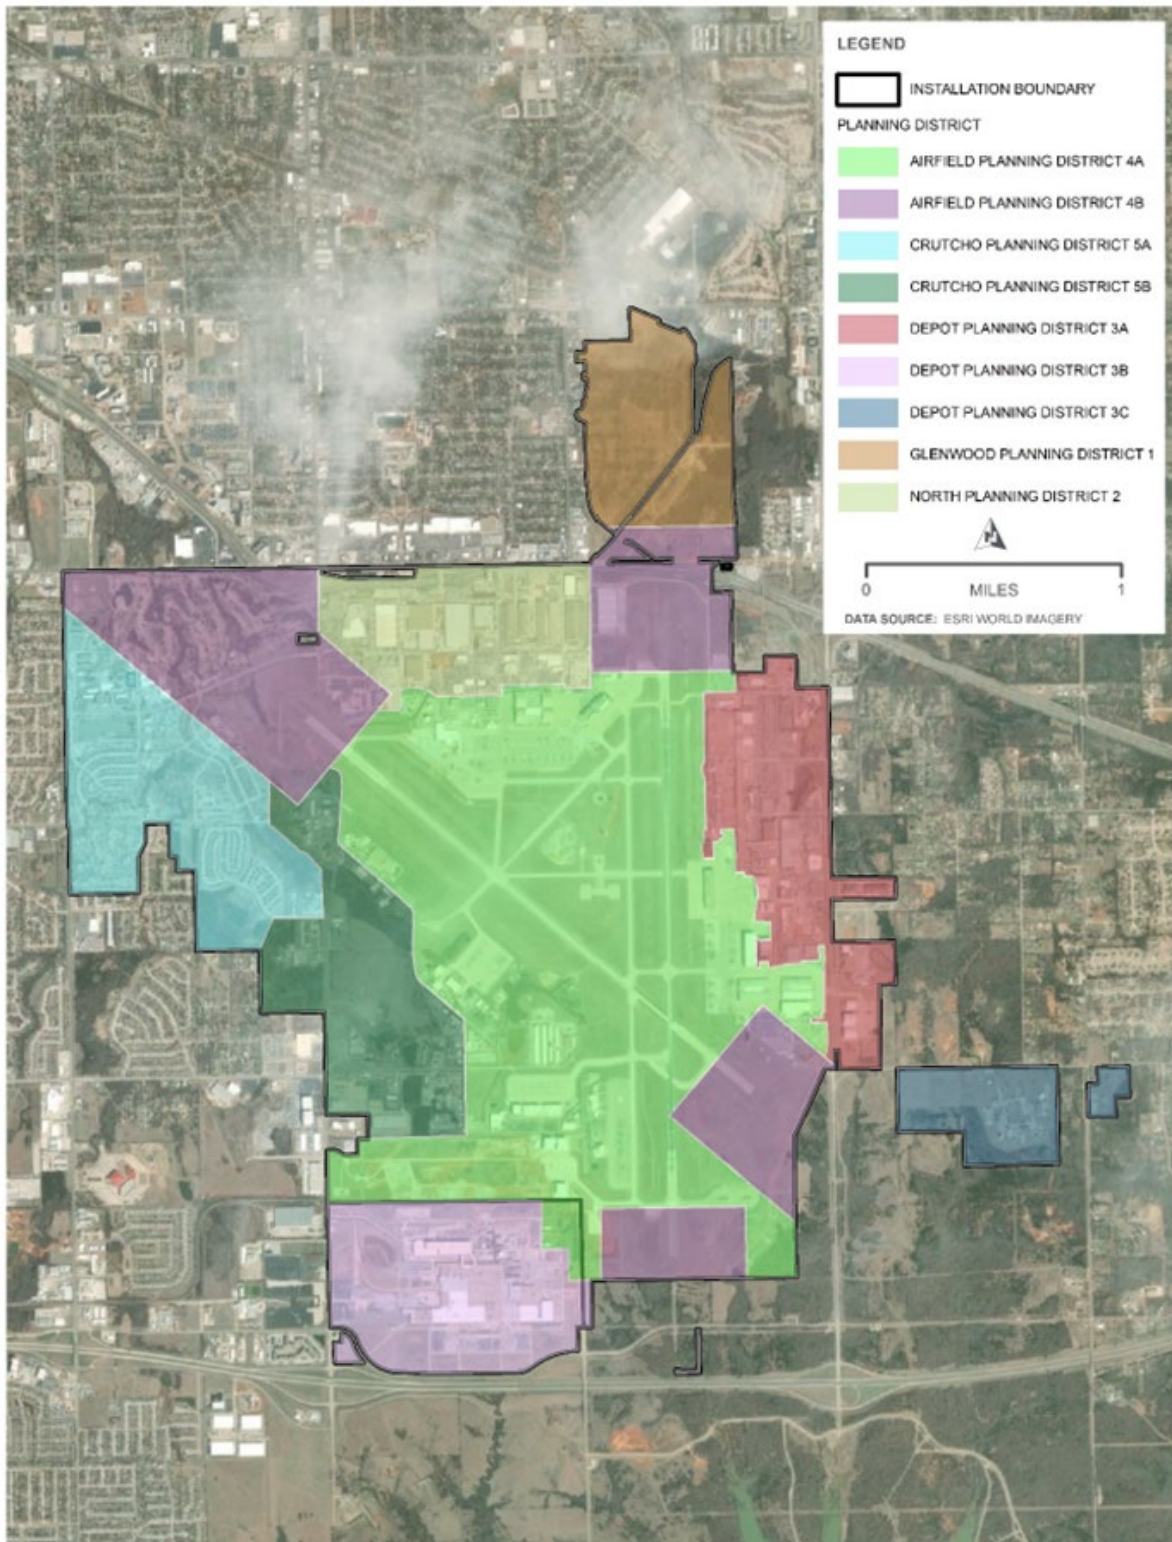 LEGEND
INSTALLATION BOUNDARY
PLANNING DISTRICT
AIRFIELD PLANNING DISTRICT 4A
AIRFIELD PLANNING DISTRICT 4B
CRUTCHO PLANNING DISTRICT 5A
CRUTCHO PLANNING DISTRICT 5B
DEPOT PLANNING DISTRICT 3A
DEPOT PLANNING DISTRICT 3B
DEPOT PLANNING DISTRICT 3C
GLENWOOD PLANNING DISTRICT 1
NORTH PLANNING DISTRICT 2
N
0 MILES 1
DATA SOURCE: ESRI WORLD IMAGERY